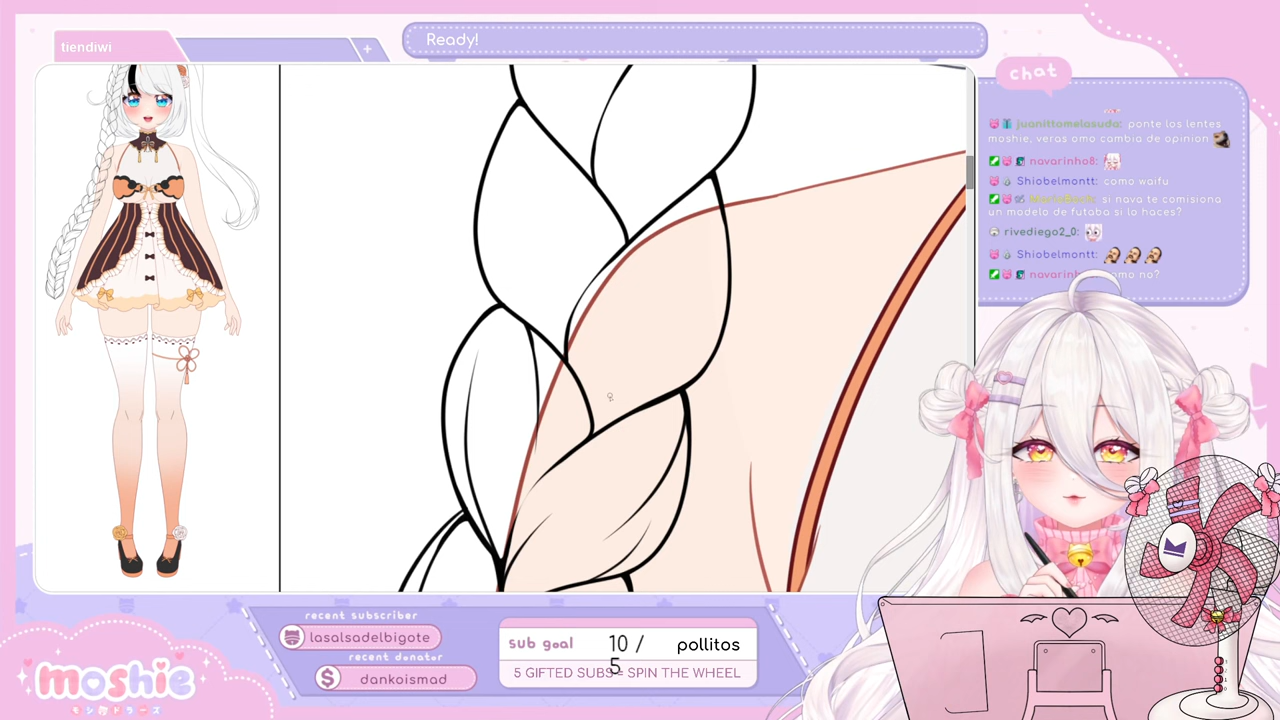 tiendiwi
+
Ready!
chat
juanittomelasuda: ponte los lentes
moshie, veras omo cambia de opinion
navarinho8:
Shiobelmontt: como waifu
si nava te comisiona
un modelo de futaba si lo haces?
rivediego2_0:
Shiobelmontt:
omo no?
recent subscriber
lasalsadelbigote
recent donator
$ dankoismad
sub goal 10 / 5 pollitos
5 GIFTED SUBS = SPIN THE WHEEL
moshie